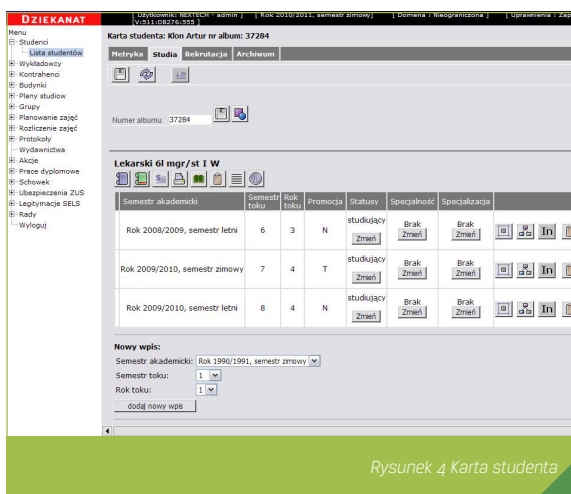 DZIEKANAT
[ Użytkownik: NEXTECH - admin ] [ Rok 2010/2011, semestr zimowy] [ Domena : Nieograniczona ] [ Uprawnienia : Zap
[V:511:DB276:555 ]
Menu
Studenci
Lista studentów
Wykładowcy
Kontrahenci
Budynki
Plany studiow
Grupy
Planowanie zajęć
Rozliczenie zajęć
Protokoły
Wydawnictwa
Akcje
Prace dyplomowe
Schowek
Ubezpieczenia ZUS
Legitymacje SELS
Rady
Wyloguj
Karta studenta: Klon Artur nr album: 37284
Metryka Studia Rekrutacja Archiwum
Numer albumu 37284
Lekarski 6l mgr/st I W
Semestr akademicki Semestr toku Rok toku Promocja Statusy Specjalność Specjalizacja
Rok 2008/2009, semestr letni 6 3 N studiujący Zmień Brak Zmień Brak Zmień In
Rok 2009/2010, semestr zimowy 7 4 T studiujący Zmień Brak Zmień Brak Zmień In
Rok 2009/2010, semestr letni 8 4 N studiujący Zmień Brak Zmień Brak Zmień In
Nowy wpis:
Semestr akademicki: Rok 1990/1991, semestr zimowy
Semestr toku: 1
Rok toku: 1
dodaj nowy wpis
Rysunek 4 Karta studenta